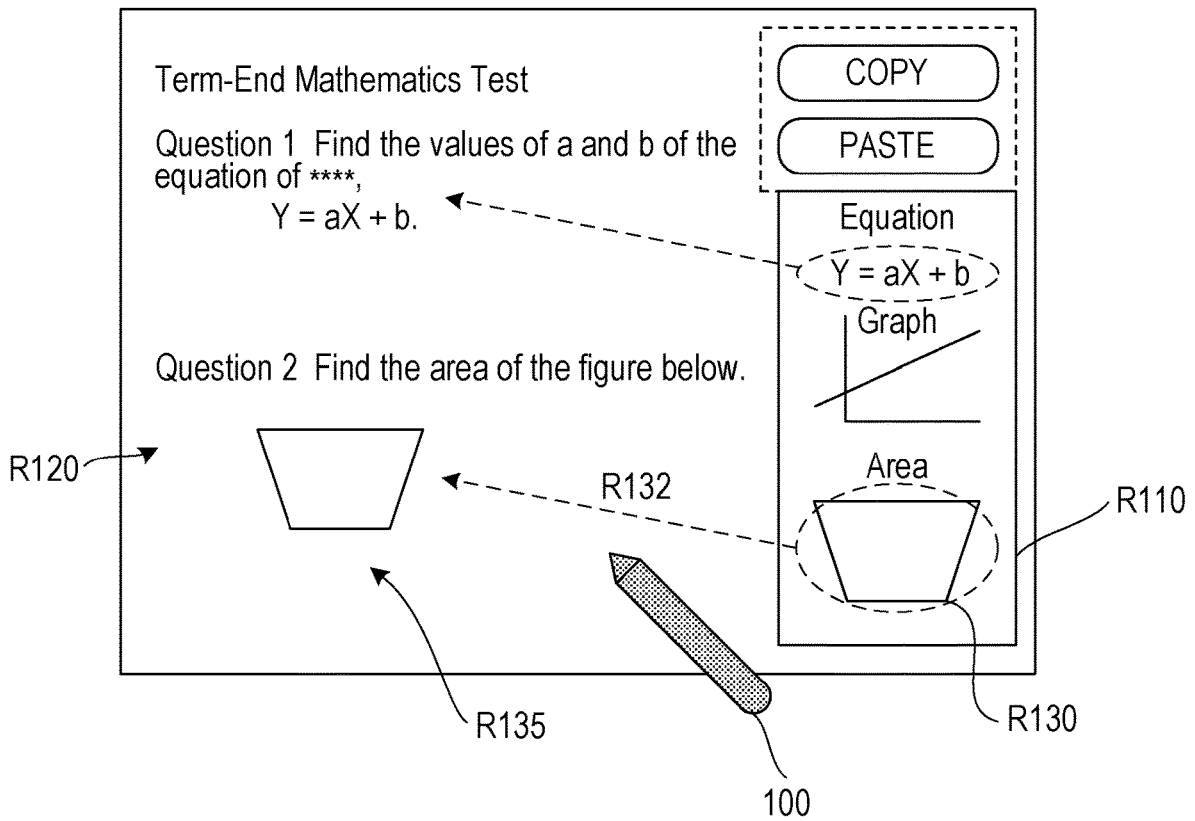 Term-End Mathematics Test
Question 1 Find the values of a and b of the
equation of ****,
Y = aX + b.
Question 2 Find the area of the figure below.
COPY
PASTE
Equation
Y = aX + b
Graph
Area
R120
R132
R110
R135
R130
100